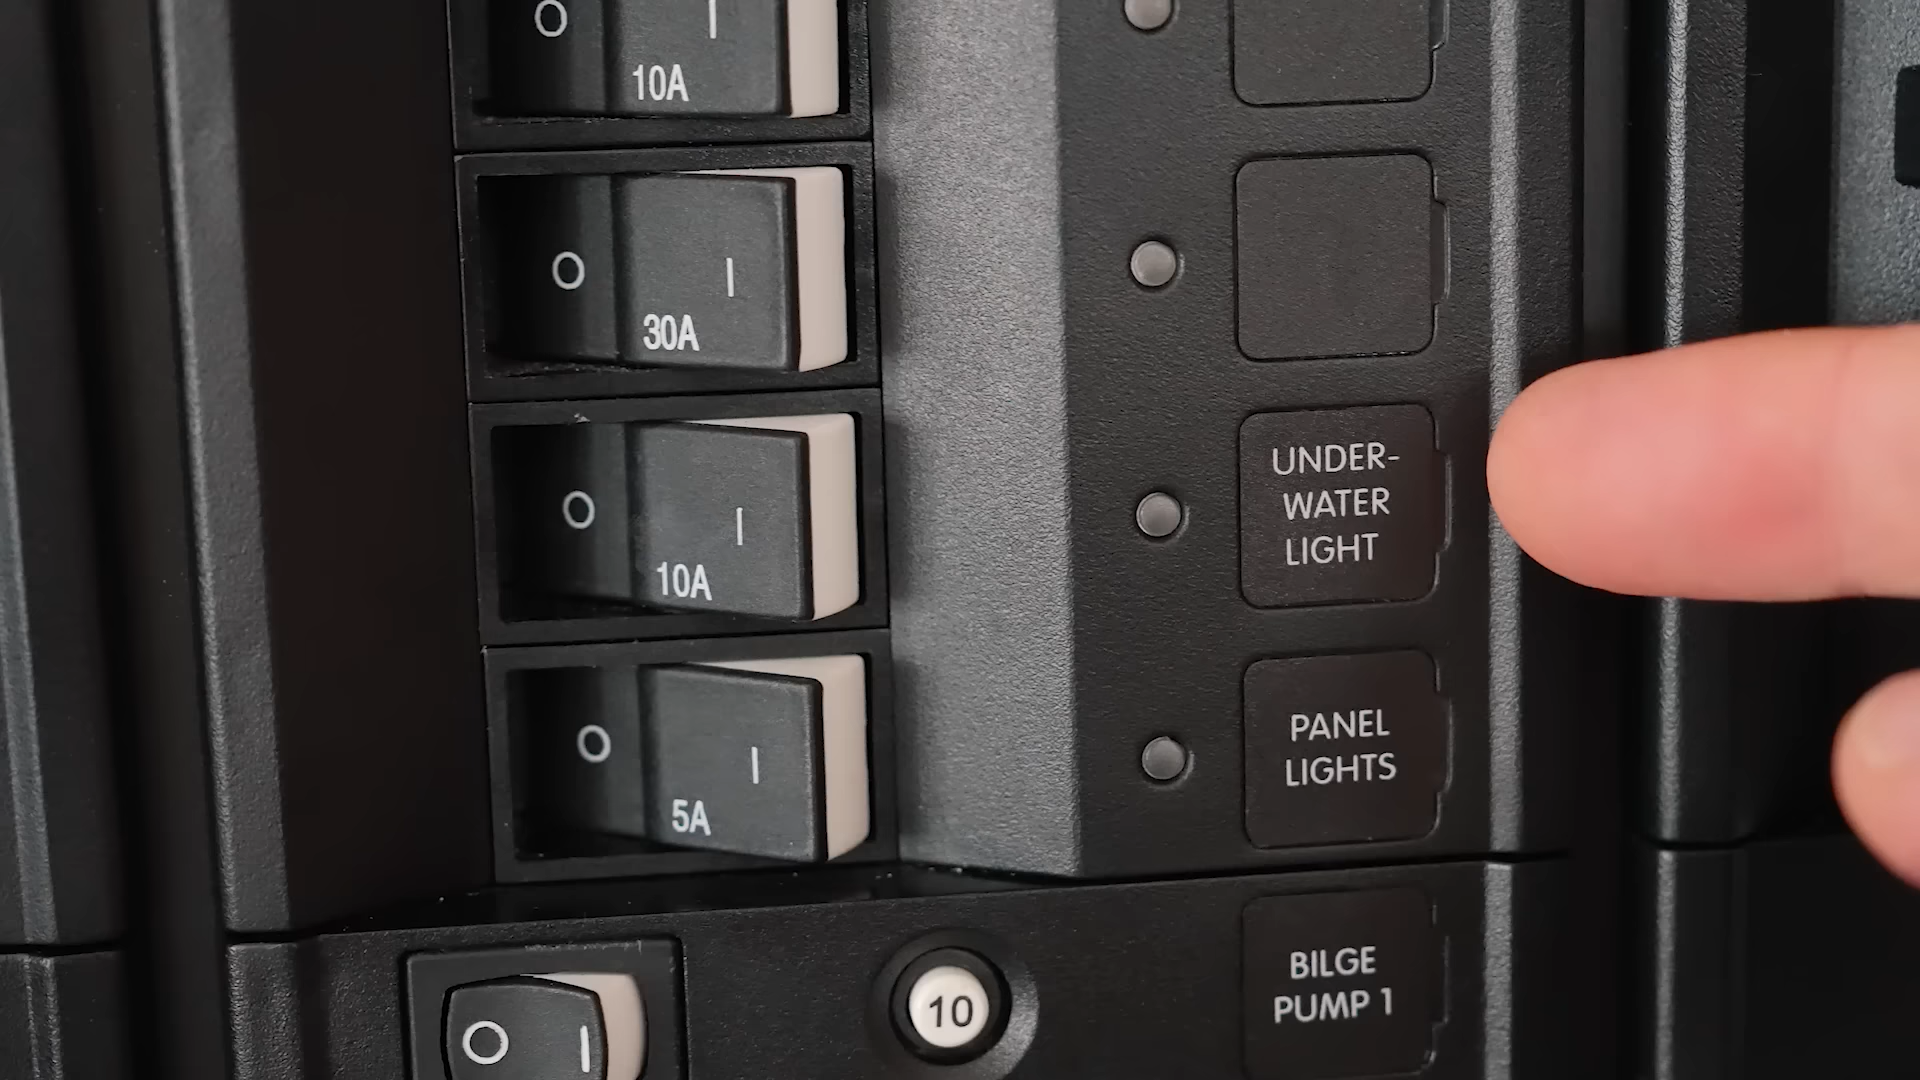 O I
10A
O I
30A
O I
10A
UNDER-
WATER
LIGHT
O I
5A
PANEL
LIGHTS
O I
10
BILGE
PUMP 1